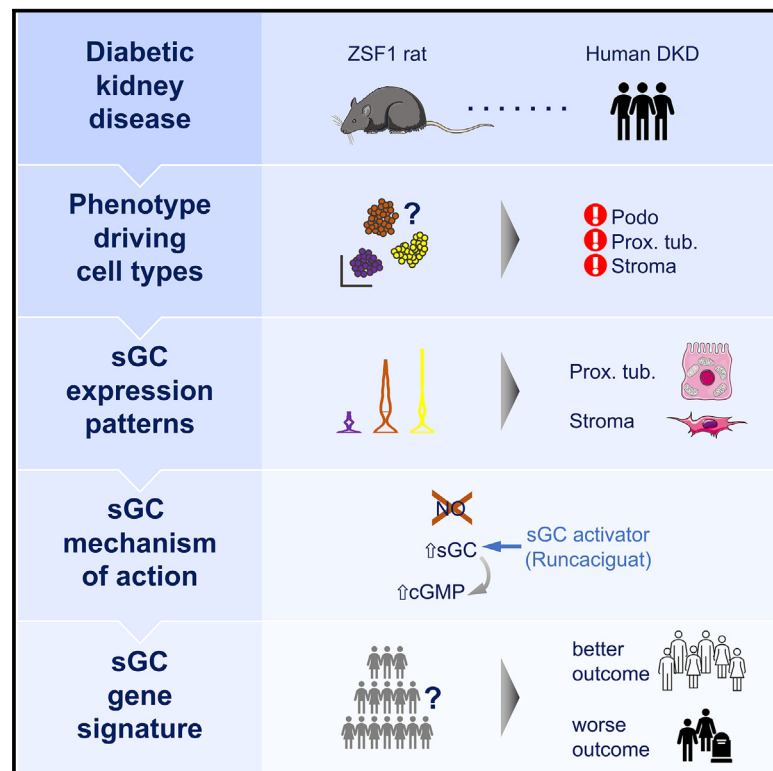 Diabetic
kidney
disease
ZSF1 rat
Human DKD
Phenotype
driving
cell types
?
Podo
Prox. tub.
Stroma
sGC
expression
patterns
Prox. tub.
Stroma
sGC
mechanism
of action
NO
⇧sGC
sGC activator
(Runcaciguat)
⇧cGMP
sGC
gene
signature
?
better
outcome
worse
outcome